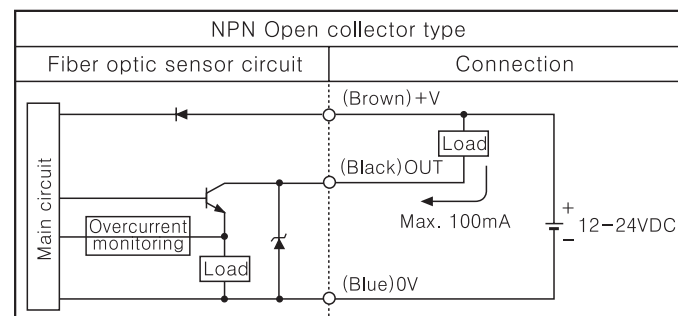 NPN Open collector type
Fiber optic sensor circuit
Connection
(Brown)+V
Load
(Black)OUT
Max. 100mA
Main circuit
Overcurrent
monitoring
Load
+
12-24VDC
−
(Blue)0V